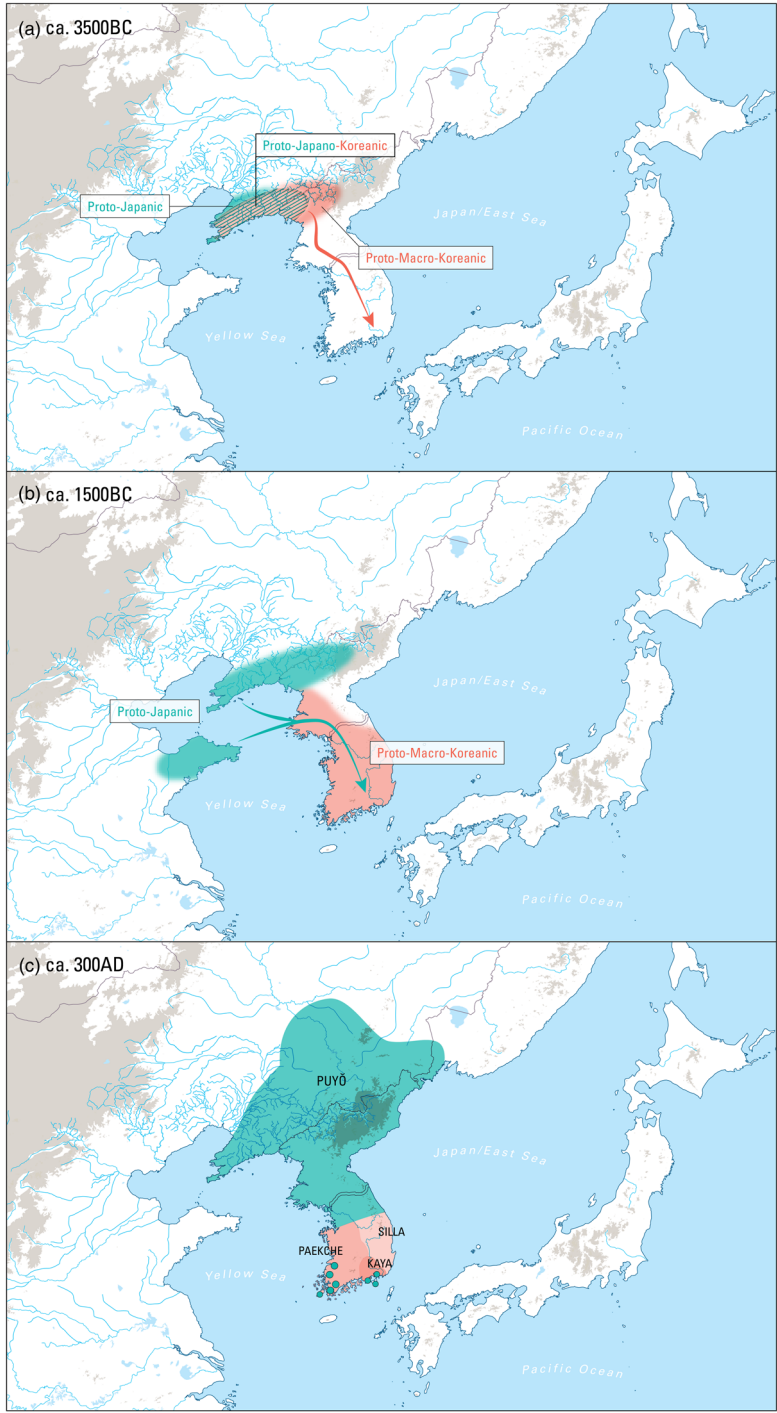 (a) ca. 3500BC
Proto-Japano-Koreanic
Proto-Japanic
Japan/East Sea
Proto-Macro-Koreanic
Yellow Sea
Pacific Ocean
(b) ca. 1500BC
Japan/East Sea
Proto-Japanic
Proto-Macro-Koreanic
Yellow Sea
Pacific Ocean
(c) ca. 300AD
PUYŎ
Japan/East Sea
SILLA
PAEKCHE
KAYA
Yellow Sea
Pacific Ocean